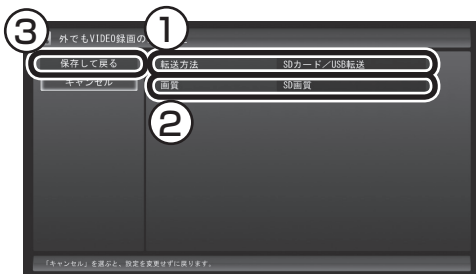 ③
①
外でもVIDEO録画の
保存して戻る
転送方法 SDカード／USB転送
キャンセル
画質 SD画質
②
「キャンセル」を選ぶと、設定を変更せずに戻ります。